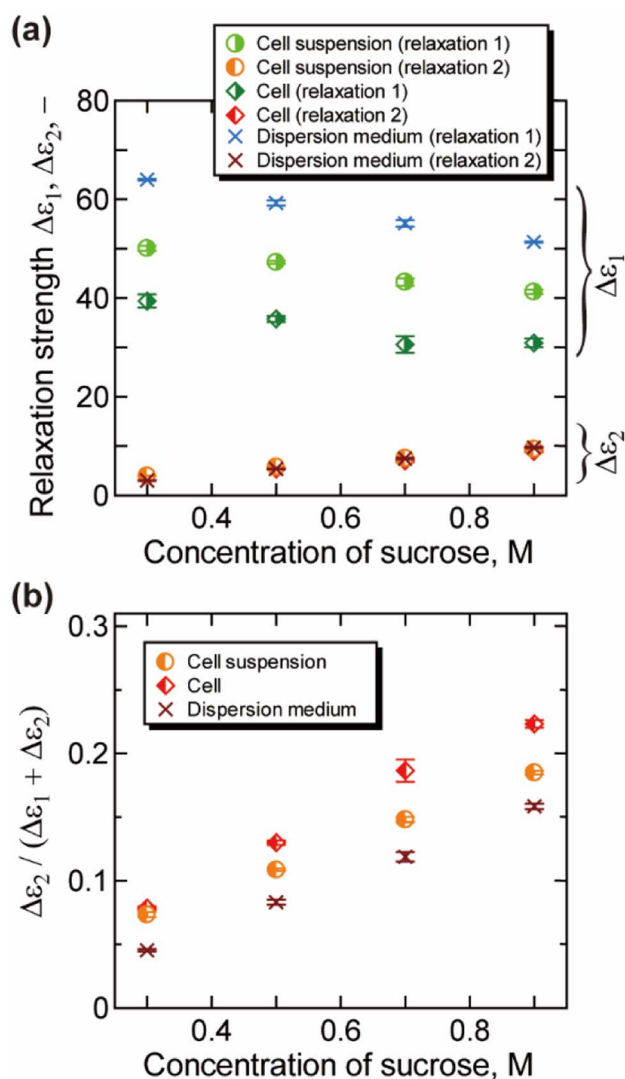 (a)
Cell suspension (relaxation 1)
Cell suspension (relaxation 2)
Cell (relaxation 1)
Cell (relaxation 2)
Dispersion medium (relaxation 1)
Dispersion medium (relaxation 2)
Relaxation strength Δε₁, Δε₂, –
80
60
40
20
0
Δε₁
Δε₂
0.4
0.6
0.8
Concentration of sucrose, M
(b)
Cell suspension
Cell
Dispersion medium
Δε₂ / (Δε₁ + Δε₂)
0.3
0.2
0.1
0
0.4
0.6
0.8
Concentration of sucrose, M